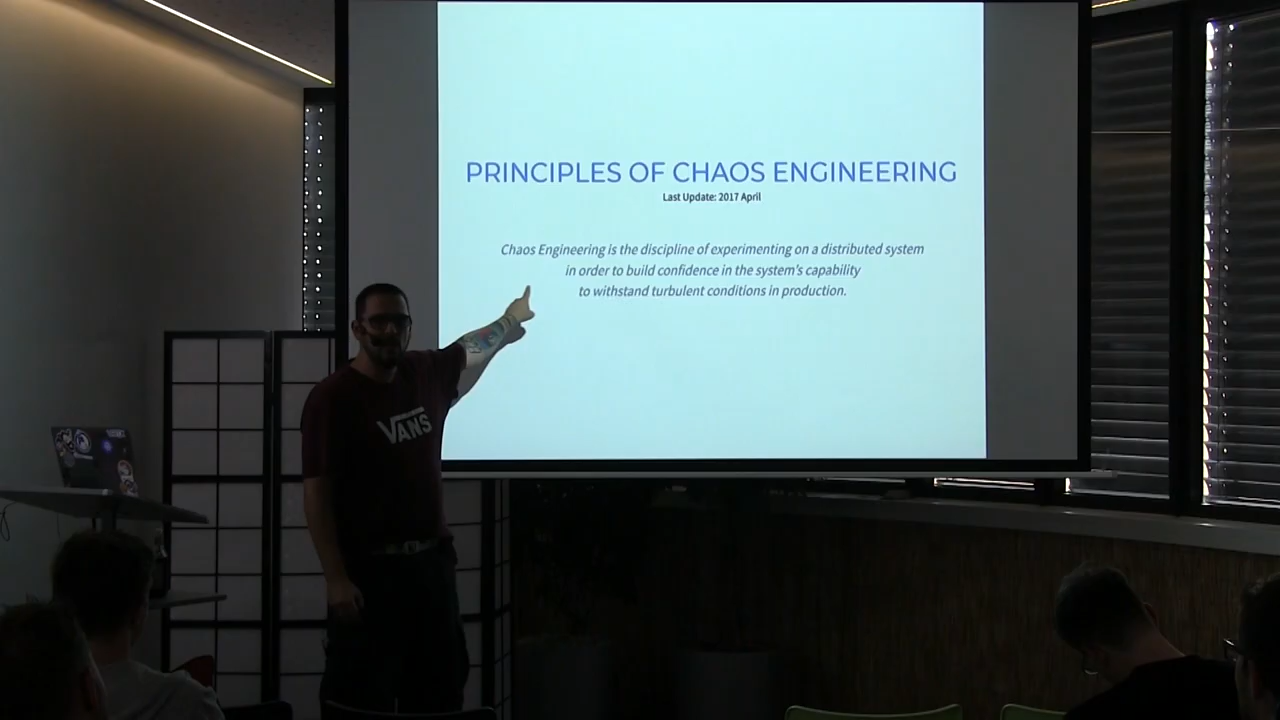 PRINCIPLES OF CHAOS ENGINEERING
Last Update: 2017 April
Chaos Engineering is the discipline of experimenting on a distributed system
in order to build confidence in the system's capability
to withstand turbulent conditions in production.
VANS